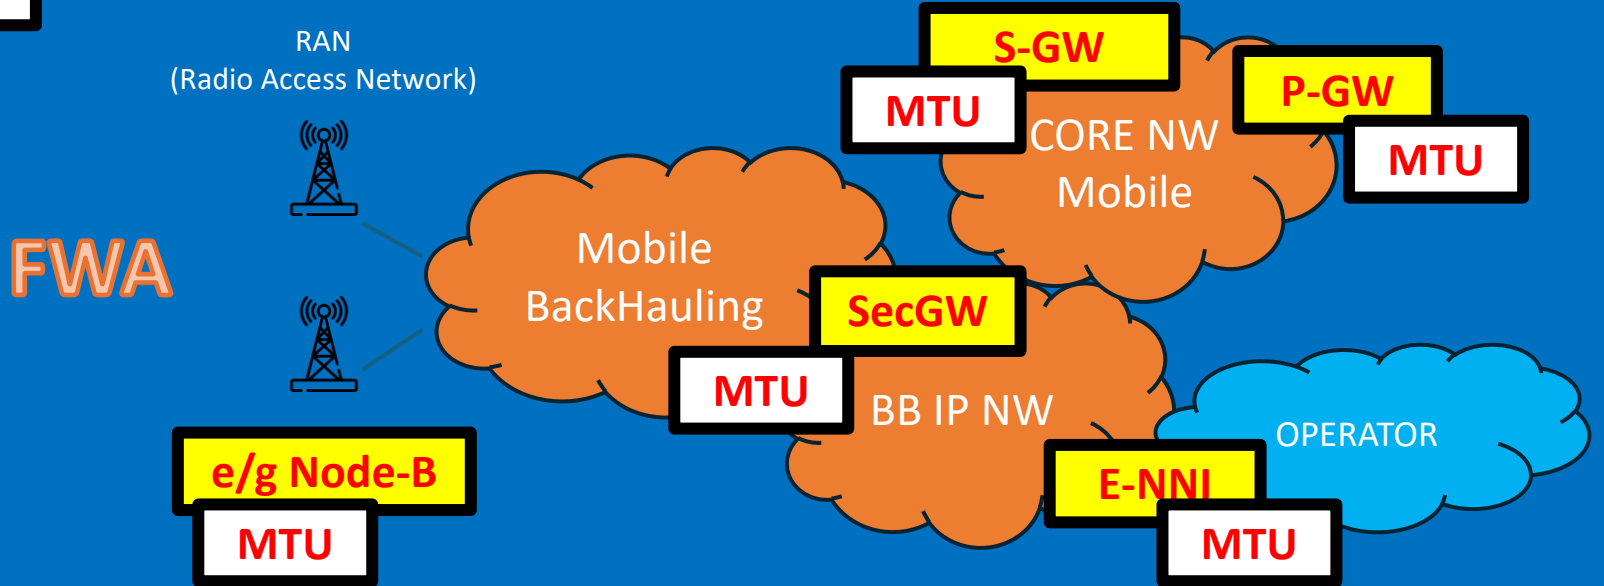 RAN
(Radio Access Network)
S-GW
MTU
P-GW
MTU
CORE NW
Mobile
FWA
Mobile
BackHauling
SecGW
MTU
BB IP NW
OPERATOR
e/g Node-B
MTU
E-NNI
MTU